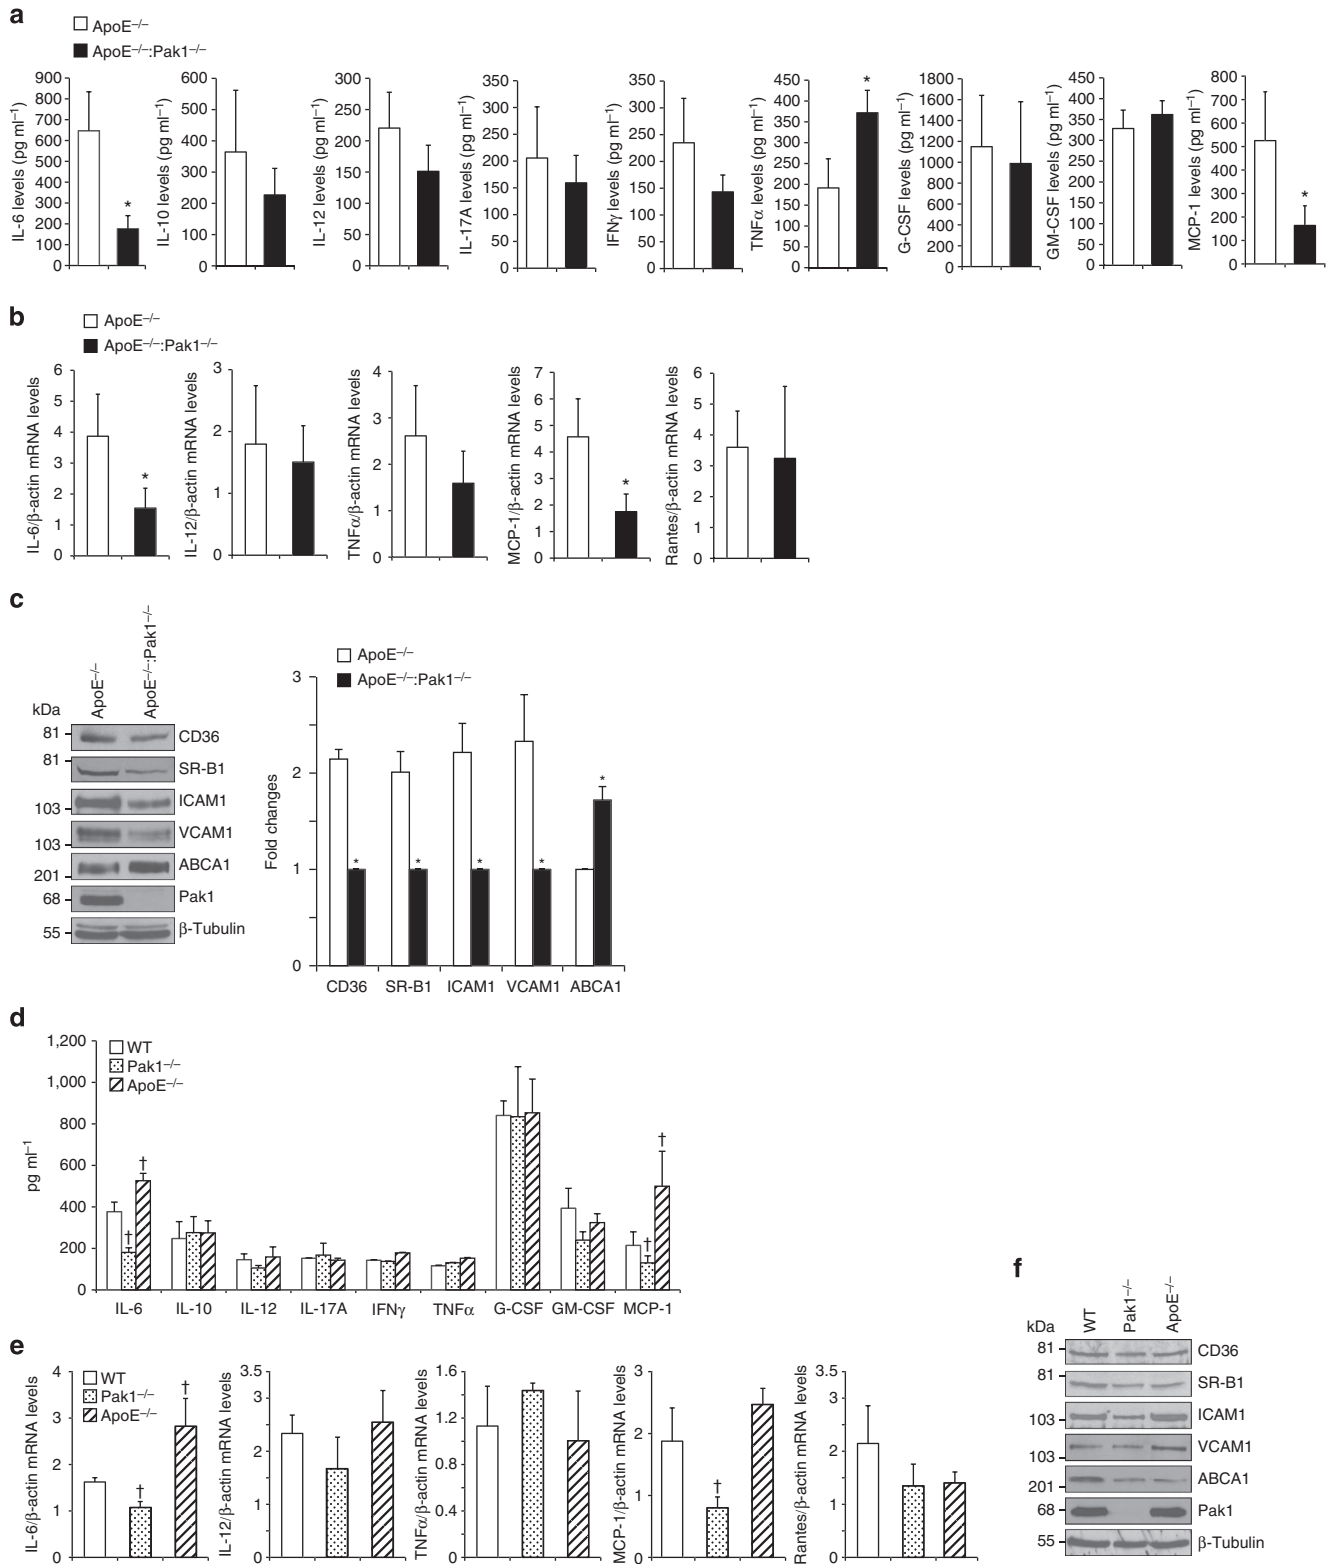 a
ApoE–/–
ApoE–/–:Pak1–/–
IL-6 levels (pg ml–1)
900
800
700
600
500
400
300
200
100
0
*
IL-10 levels (pg ml–1)
600
500
400
300
200
100
0
IL-12 levels (pg ml–1)
300
250
200
150
100
50
0
IL-17A levels (pg ml–1)
350
300
250
200
150
100
50
0
IFNγ levels (pg ml–1)
350
300
250
200
150
100
50
0
TNFα levels (pg ml–1)
450
400
350
300
250
200
150
100
50
0
*
G-CSF levels (pg ml–1)
1800
1600
1400
1200
1000
800
600
400
200
0
GM-CSF levels (pg ml–1)
450
400
350
300
250
200
150
100
50
0
MCP-1 levels (pg ml–1)
800
700
600
500
400
300
200
100
0
*
b
ApoE–/–
ApoE–/–:Pak1–/–
IL-6/β-actin mRNA levels
6
5
4
3
2
1
0
*
IL-12/β-actin mRNA levels
3
2
1
0
TNFα/β-actin mRNA levels
4
3
2
1
0
MCP-1/β-actin mRNA levels
7
6
5
4
3
2
1
0
*
Rantes/β-actin mRNA levels
6
5
4
3
2
1
0
c
ApoE–/–
ApoE–/–:Pak1–/–
kDa
81 CD36
81 SR-B1
103 ICAM1
103 VCAM1
201 ABCA1
68 Pak1
55 β-Tubulin
ApoE–/–
ApoE–/–:Pak1–/–
Fold changes
3
2
1
0
* * * * *
CD36 SR-B1 ICAM1 VCAM1 ABCA1
d
WT
Pak1–/–
ApoE–/–
pg ml–1
1,200
1,000
800
600
400
200
0
† † † †
IL-6 IL-10 IL-12 IL-17A IFNγ TNFα G-CSF GM-CSF MCP-1
e
WT
Pak1–/–
ApoE–/–
IL-6/β-actin mRNA levels
4
3
2
1
0
† †
IL-12/β-actin mRNA levels
3.5
3
2
1
0
TNFα/β-actin mRNA levels
1.6
1.2
0.8
0.4
0
MCP-1/β-actin mRNA levels
3
2
1
0
†
Rantes/β-actin mRNA levels
3.5
3
2
1
0
f
WT
Pak1–/–
ApoE–/–
kDa
81 CD36
81 SR-B1
103 ICAM1
103 VCAM1
201 ABCA1
68 Pak1
55 β-Tubulin